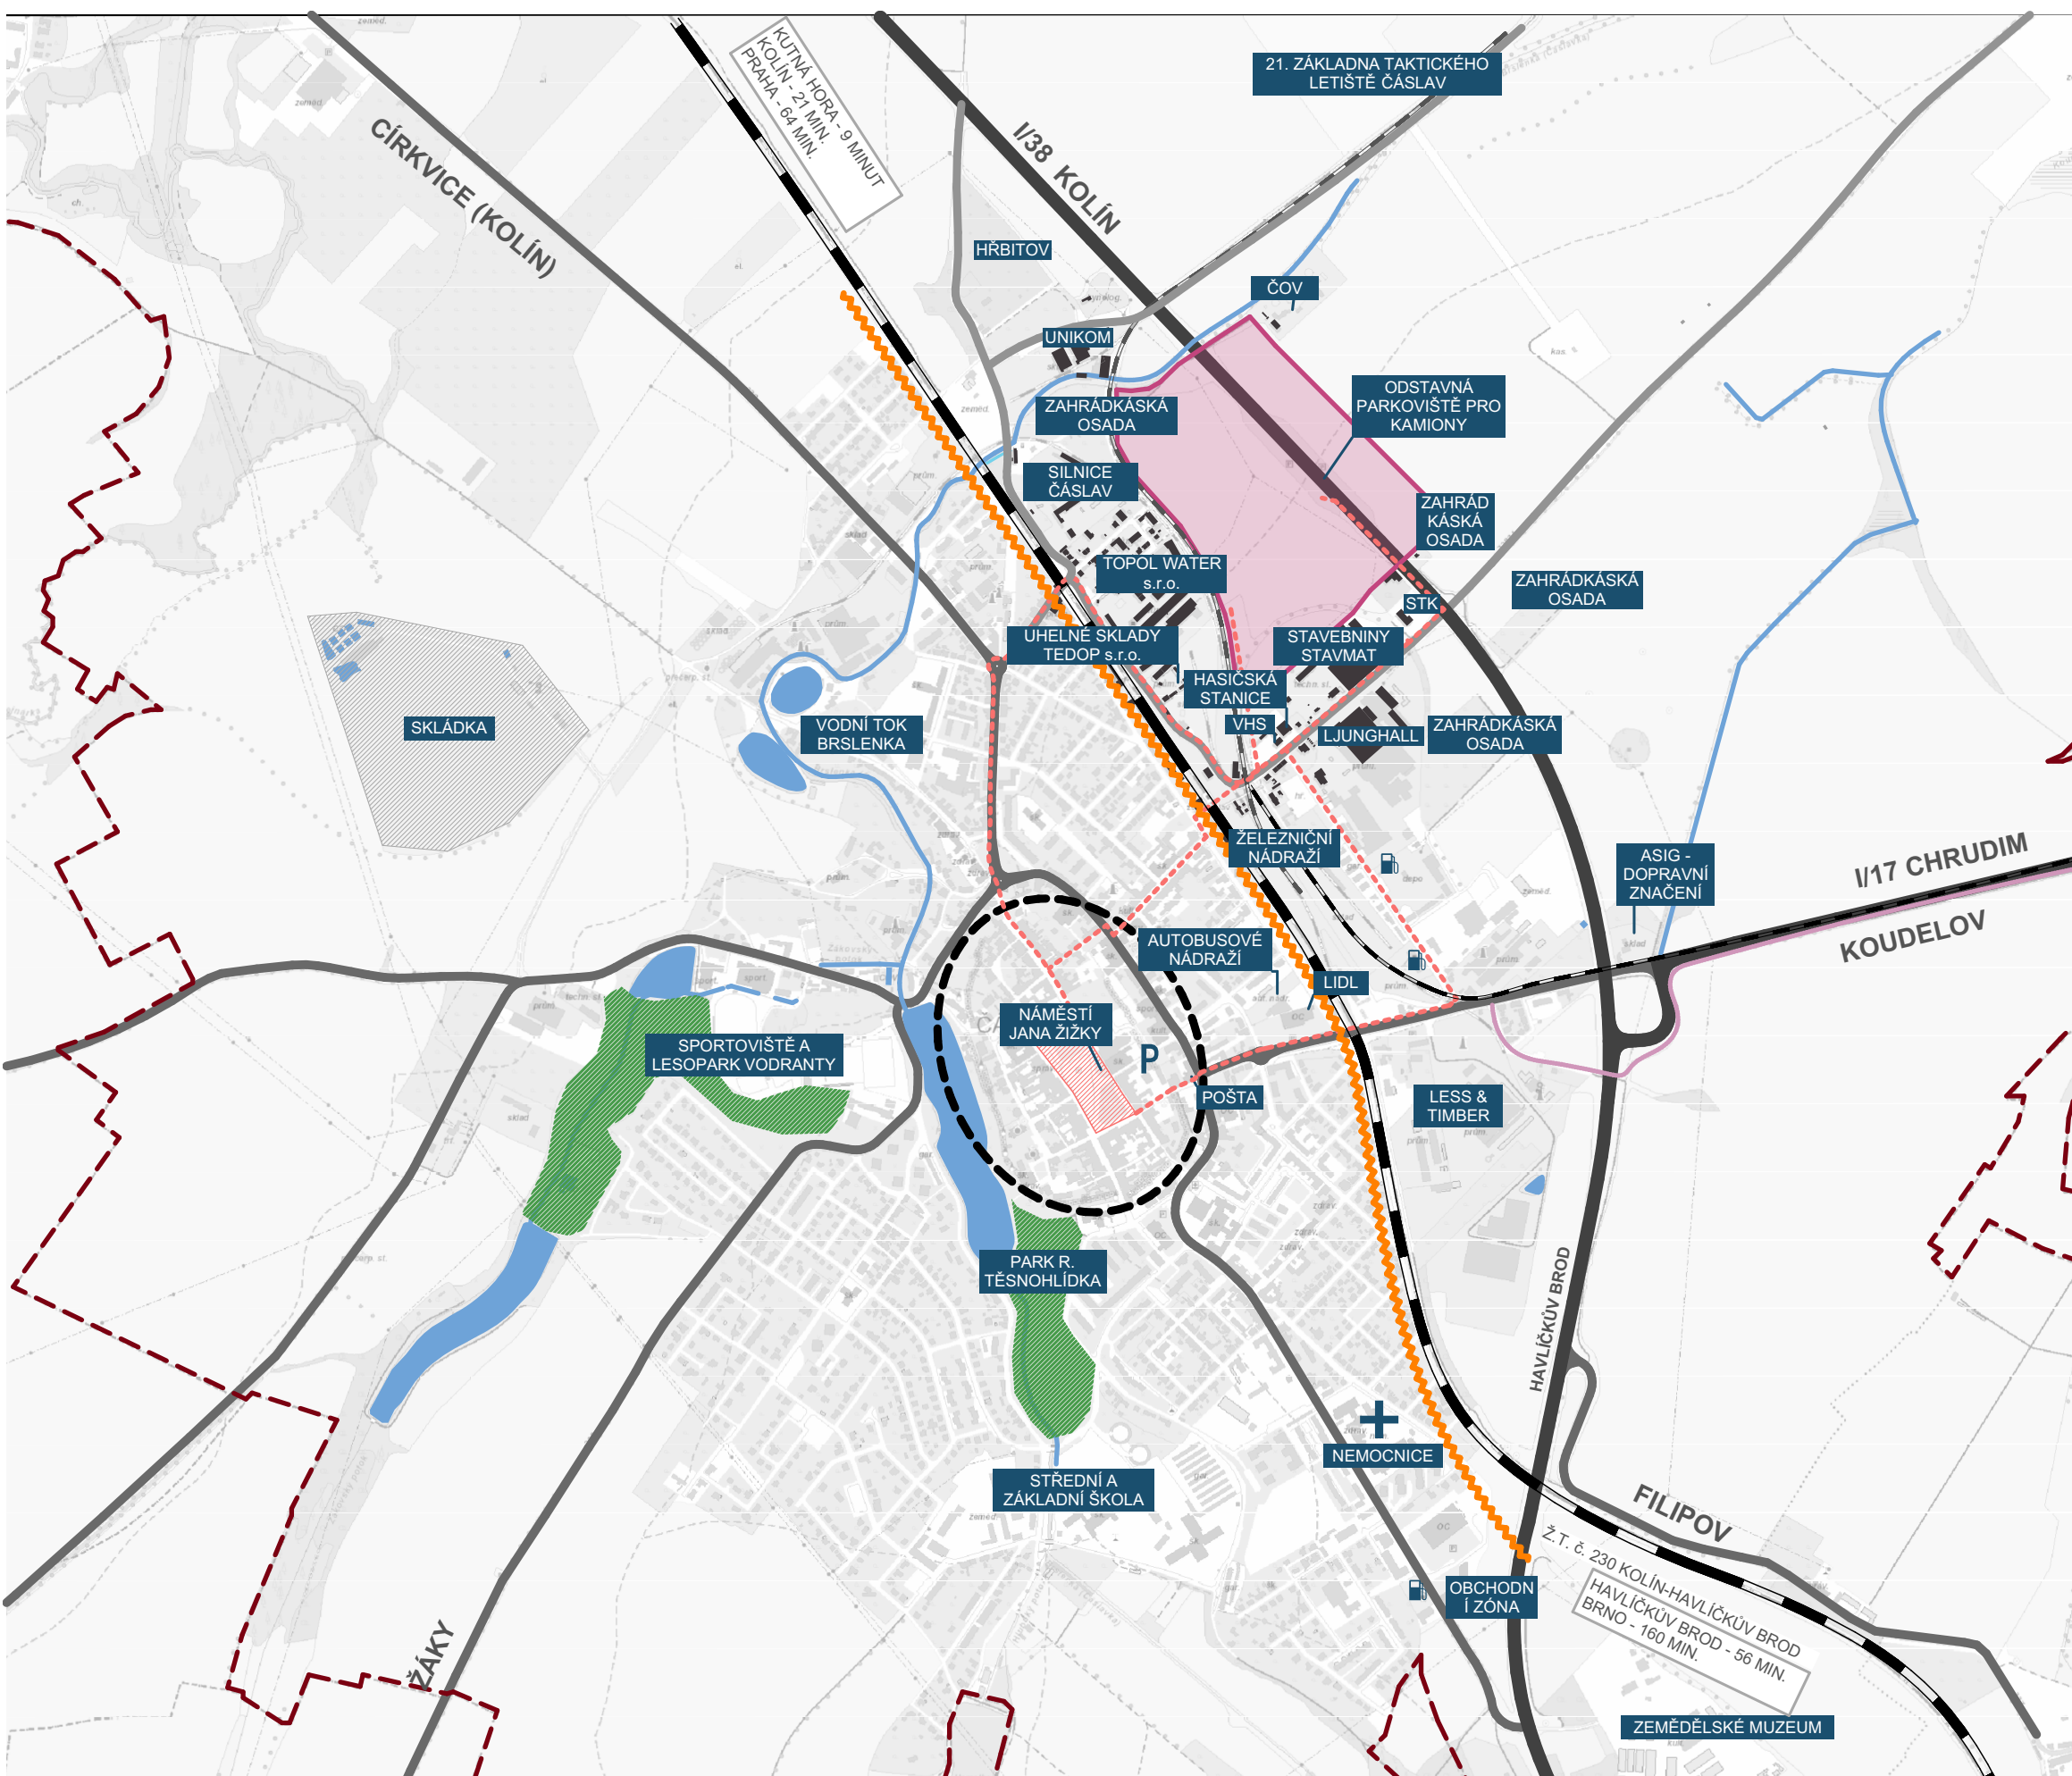 21. ZÁKLADNA TAKTICKÉHO
LETIŠTĚ ČÁSLAV
KUTNÁ HORA - 9 MINUT
KOLÍN - 21 MIN.
PRAHA - 64 MIN.
CÍRKVICE (KOLÍN)
I/38 KOLÍN
HŘBITOV
ČOV
UNIKOM
ZAHRÁDKÁSKÁ
OSADA
ODSTAVNÁ
PARKOVIŠTĚ PRO
KAMIONY
SILNICE
ČÁSLAV
ZAHRÁD
KÁSKÁ
OSADA
TOPOL WATER
s.r.o.
ZAHRÁDKÁSKÁ
OSADA
STK
UHELNÉ SKLADY
TEDOP s.r.o.
STAVEBNINY
STAVMAT
HASIČSKÁ
STANICE
VHS
LJUNGHALL
ZAHRÁDKÁSKÁ
OSADA
SKLÁDKA
VODNÍ TOK
BRSLENKA
ŽELEZNIČNÍ
NÁDRAŽÍ
ASIG -
DOPRAVNÍ
ZNAČENÍ
I/17 CHRUDIM
KOUDELOV
AUTOBUSOVÉ
NÁDRAŽÍ
LIDL
NÁMĚSTÍ
JANA ŽIŽKY
P
SPORTOVIŠTĚ A
LESOPARK VODRANTY
POŠTA
LESS &
TIMBER
PARK R.
TĚSNOHLÍDKA
HAVLÍČKŮV BROD
NEMOCNICE
STŘEDNÍ A
ZÁKLADNÍ ŠKOLA
FILIPOV
Ž.T. č. 230 KOLÍN-HAVLÍČKŮV BROD
HAVLÍČKŮV BROD - 56 MIN.
BRNO - 160 MIN.
OBCHODN
Í ZÓNA
ŽÁKY
ZEMĚDĚLSKÉ MUZEUM